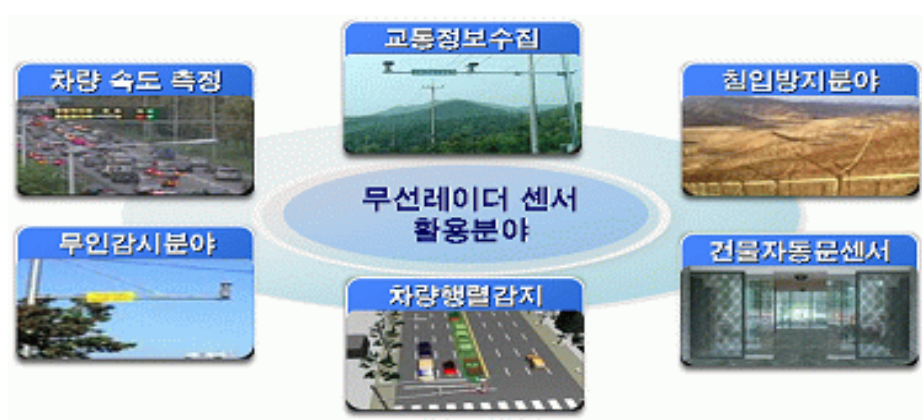 교통정보수집
차량 속도 측정
침입방지분야
무선레이더 센서
활용분야
무인감시분야
건물자동문센서
차량행렬감지